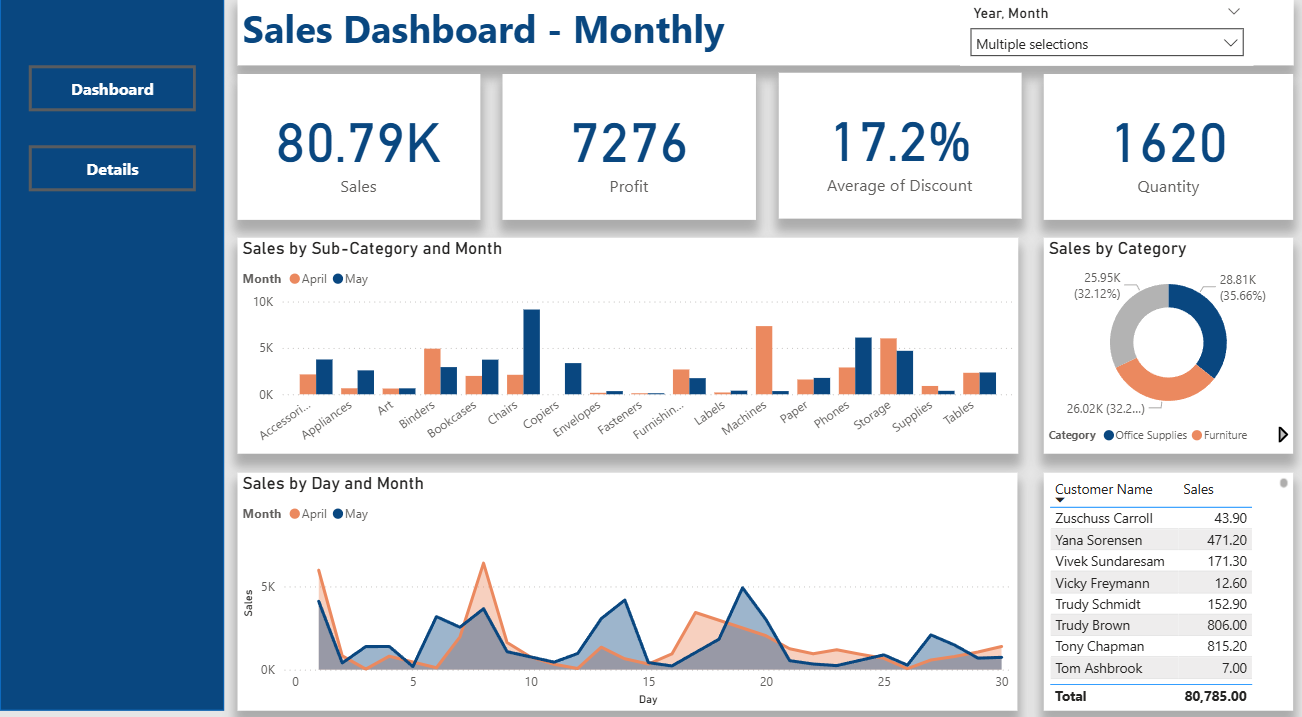 Sales Dashboard - Monthly
Year, Month
Multiple selections
Dashboard
Details
80.79K
Sales
7276
Profit
17.2%
Average of Discount
1620
Quantity
Sales by Sub-Category and Month
Month April May
10K
5K
0K
Accessori...
Appliances
Art
Binders
Bookcases
Chairs
Copiers
Envelopes
Fasteners
Furnishin...
Labels
Machines
Paper
Phones
Storage
Supplies
Tables
Sales by Category
25.95K
(32.12%)
28.81K
(35.66%)
26.02K (32.2...)
Category Office Supplies Furniture
Sales by Day and Month
Month April May
Sales
5K
0K
0 5 10 15 20 25 30
Day
Customer Name Sales
Zuschuss Carroll 43.90
Yana Sorensen 471.20
Vivek Sundaresam 171.30
Vicky Freymann 12.60
Trudy Schmidt 152.90
Trudy Brown 806.00
Tony Chapman 815.20
Tom Ashbrook 7.00
Total 80,785.00